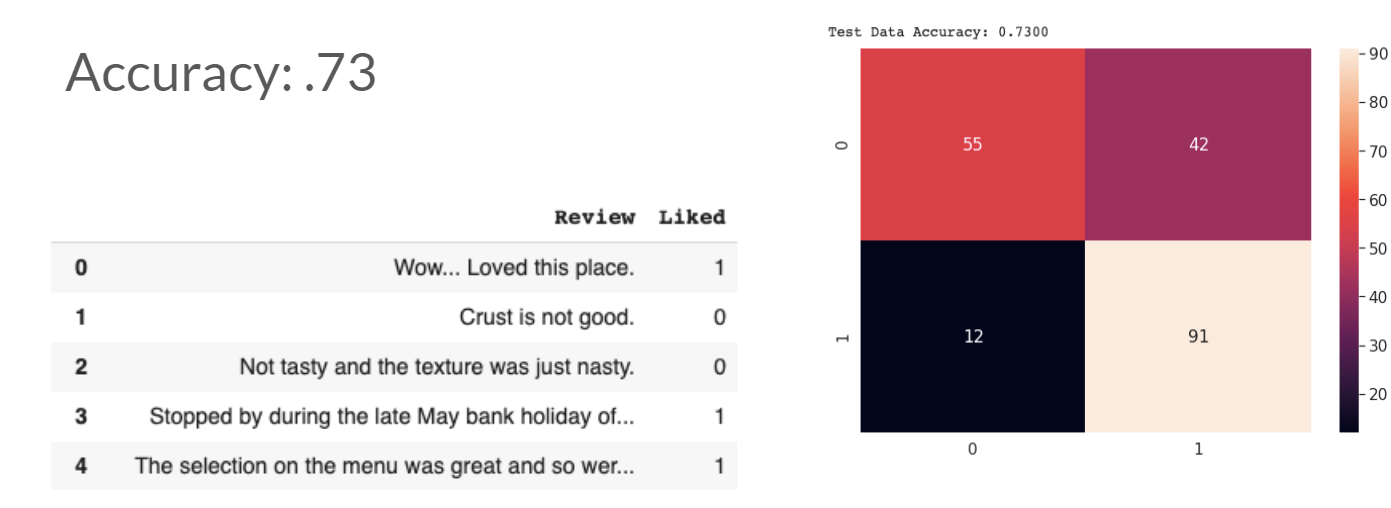 Accuracy: .73
Review Liked
0 Wow... Loved this place. 1
1 Crust is not good. 0
2 Not tasty and the texture was just nasty. 0
3 Stopped by during the late May bank holiday of... 1
4 The selection on the menu was great and so wer... 1
Test Data Accuracy: 0.7300
0 55 42
1 12 91
0 1
90
80
70
60
50
40
30
20